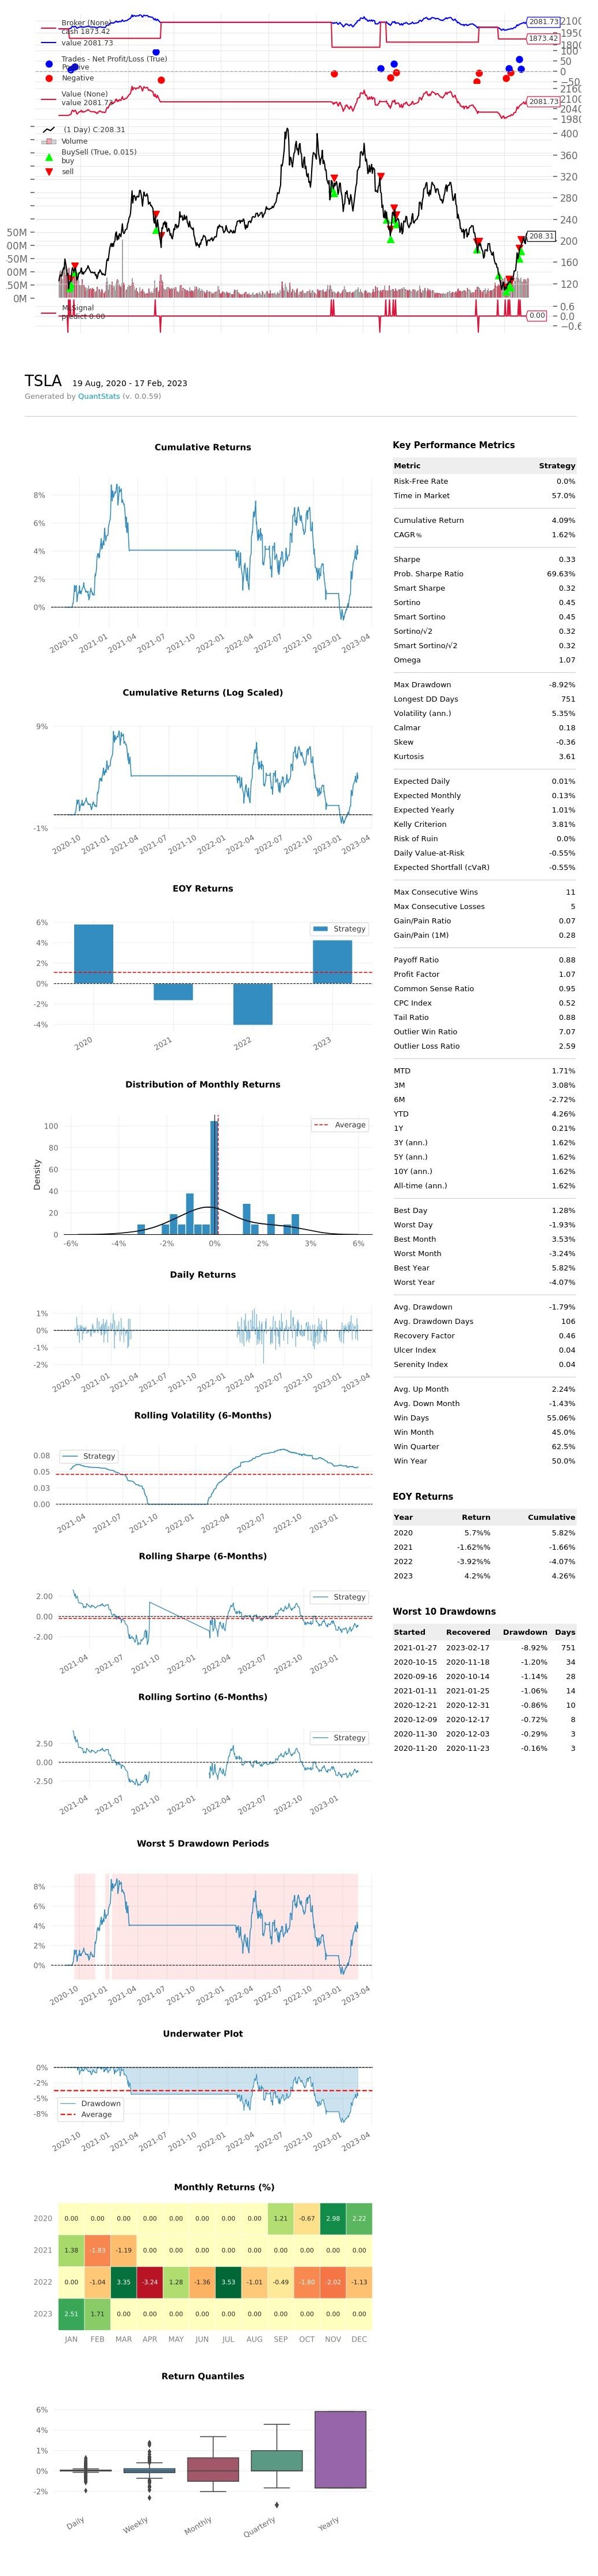 Broker (None)
cash 1873.42
value 2081.73
2081.73
1873.42
2100
1800
Trades - Net Profit/Loss (True)
Positive
Negative
100
50
0
−50
Value (None)
value 2081.73
2081.73
2160
2100
2040
1980
(1 Day) C:208.31
Volume
BuySell (True, 0.015)
buy
sell
400
360
320
280
240
208.31
200
160
120
50M
00M
50M
00M
50M
0M
MLSignal
predict 0.00
0.6
0.00
0.0
−0.6
TSLA 19 Aug, 2020 - 17 Feb, 2023
Generated by QuantStats (v. 0.0.59)
Cumulative Returns
8%
6%
4%
2%
0%
2020-10 2021-01 2021-04 2021-07 2021-10 2022-01 2022-04 2022-07 2022-10 2023-01 2023-04
Cumulative Returns (Log Scaled)
9%
-1%
2020-10 2021-01 2021-04 2021-07 2021-10 2022-01 2022-04 2022-07 2022-10 2023-01 2023-04
EOY Returns
Strategy
6%
4%
2%
0%
-2%
-4%
2020 2021 2022 2023
Distribution of Monthly Returns
Average
Density
100
80
60
40
20
0
-6% -4% -2% 0% 2% 3% 6%
Daily Returns
1%
0%
-1%
-2%
2020-10 2021-01 2021-04 2021-07 2021-10 2022-01 2022-04 2022-07 2022-10 2023-01 2023-04
Rolling Volatility (6-Months)
Strategy
0.08
0.05
0.03
0.00
2021-04 2021-07 2021-10 2022-01 2022-04 2022-07 2022-10 2023-01
Rolling Sharpe (6-Months)
Strategy
2.00
0.00
-2.00
2021-04 2021-07 2021-10 2022-01 2022-04 2022-07 2022-10 2023-01
Rolling Sortino (6-Months)
Strategy
2.50
0.00
-2.50
2021-04 2021-07 2021-10 2022-01 2022-04 2022-07 2022-10 2023-01
Worst 5 Drawdown Periods
8%
6%
4%
2%
0%
2020-10 2021-01 2021-04 2021-07 2021-10 2022-01 2022-04 2022-07 2022-10 2023-01 2023-04
Underwater Plot
0%
-2%
-5%
-8%
Drawdown
Average
2020-10 2021-01 2021-04 2021-07 2021-10 2022-01 2022-04 2022-07 2022-10 2023-01 2023-04
Monthly Returns (%)
2020 0.00 0.00 0.00 0.00 0.00 0.00 0.00 0.00 1.21 -0.67 2.98 2.22
2021 1.38 -1.83 -1.19 0.00 0.00 0.00 0.00 0.00 0.00 0.00 0.00 0.00
2022 0.00 -1.04 3.35 -3.24 1.28 -1.36 3.53 -1.01 -0.49 -1.80 -2.02 -1.13
2023 2.51 1.71 0.00 0.00 0.00 0.00 0.00 0.00 0.00 0.00 0.00 0.00
JAN FEB MAR APR MAY JUN JUL AUG SEP OCT NOV DEC
Return Quantiles
6%
4%
1%
0%
-2%
Daily Weekly Monthly Quarterly Yearly
Key Performance Metrics
Metric Strategy
Risk-Free Rate 0.0%
Time in Market 57.0%
Cumulative Return 4.09%
CAGR﹪ 1.62%
Sharpe 0.33
Prob. Sharpe Ratio 69.63%
Smart Sharpe 0.32
Sortino 0.45
Smart Sortino 0.45
Sortino/√2 0.32
Smart Sortino/√2 0.32
Omega 1.07
Max Drawdown -8.92%
Longest DD Days 751
Volatility (ann.) 5.35%
Calmar 0.18
Skew -0.36
Kurtosis 3.61
Expected Daily 0.01%
Expected Monthly 0.13%
Expected Yearly 1.01%
Kelly Criterion 3.81%
Risk of Ruin 0.0%
Daily Value-at-Risk -0.55%
Expected Shortfall (cVaR) -0.55%
Max Consecutive Wins 11
Max Consecutive Losses 5
Gain/Pain Ratio 0.07
Gain/Pain (1M) 0.28
Payoff Ratio 0.88
Profit Factor 1.07
Common Sense Ratio 0.95
CPC Index 0.52
Tail Ratio 0.88
Outlier Win Ratio 7.07
Outlier Loss Ratio 2.59
MTD 1.71%
3M 3.08%
6M -2.72%
YTD 4.26%
1Y 0.21%
3Y (ann.) 1.62%
5Y (ann.) 1.62%
10Y (ann.) 1.62%
All-time (ann.) 1.62%
Best Day 1.28%
Worst Day -1.93%
Best Month 3.53%
Worst Month -3.24%
Best Year 5.82%
Worst Year -4.07%
Avg. Drawdown -1.79%
Avg. Drawdown Days 106
Recovery Factor 0.46
Ulcer Index 0.04
Serenity Index 0.04
Avg. Up Month 2.24%
Avg. Down Month -1.43%
Win Days 55.06%
Win Month 45.0%
Win Quarter 62.5%
Win Year 50.0%
EOY Returns
Year Return Cumulative
2020 5.7%% 5.82%
2021 -1.62%% -1.66%
2022 -3.92%% -4.07%
2023 4.2%% 4.26%
Worst 10 Drawdowns
Started Recovered Drawdown Days
2021-01-27 2023-02-17 -8.92% 751
2020-10-15 2020-11-18 -1.20% 34
2020-09-16 2020-10-14 -1.14% 28
2021-01-11 2021-01-25 -1.06% 14
2020-12-21 2020-12-31 -0.86% 10
2020-12-09 2020-12-17 -0.72% 8
2020-11-30 2020-12-03 -0.29% 3
2020-11-20 2020-11-23 -0.16% 3